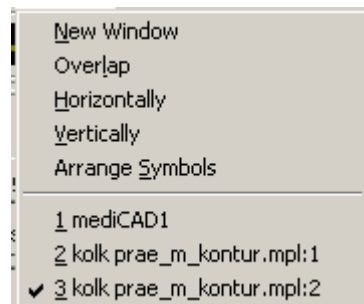 New Window
Overlap
Horizontally
Vertically
Arrange Symbols
1 mediCAD1
2 kolk prae_m_kontur.mpl:1
3 kolk prae_m_kontur.mpl:2